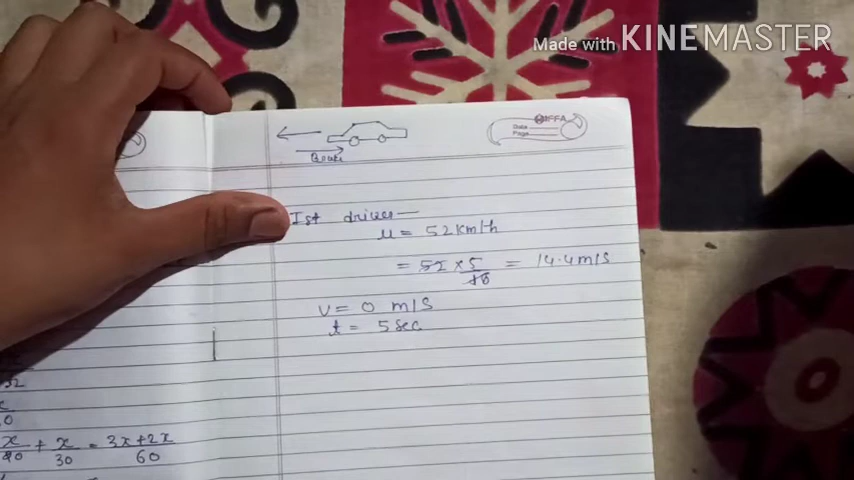 Made with KINEMASTER
Date
Page
Brake
Ist driver—
u = 52 km/h
= 52 × 5/18 = 14.4 m/s
v = 0 m/s
t = 5 sec
+ x/30 = 3x+2x/60